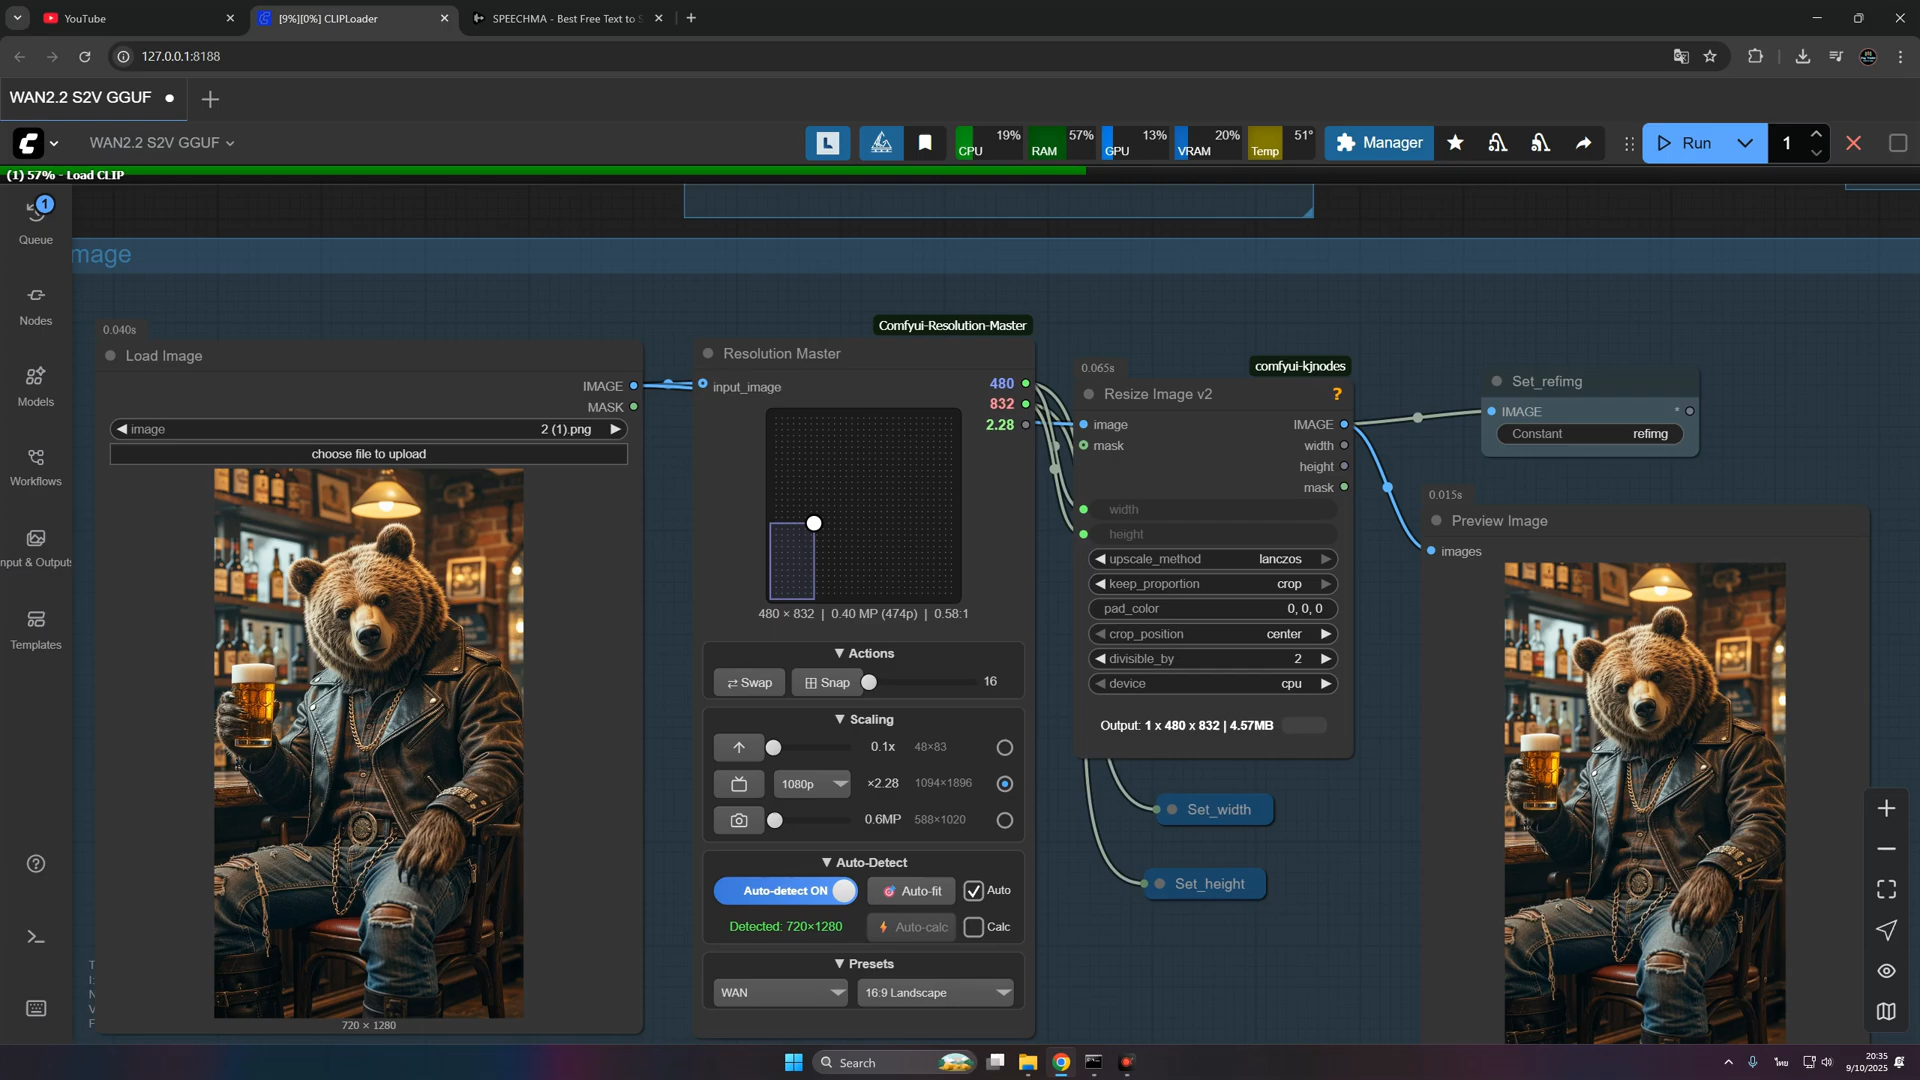 YouTube
[9%][0%] CLIPLoader
SPEECHMA - Best Free Text to S
127.0.0.1:8188
WAN2.2 S2V GGUF
WAN2.2 S2V GGUF
L
CPU 19%
RAM 57%
GPU 13%
VRAM 20%
Temp 51°
Manager
Run
1
(1) 57% - Load CLIP
1
Queue
Nodes
Models
Workflows
nput & Outputs
Templates
mage
0.040s
Load Image
IMAGE
MASK
image 2 (1).png
choose file to upload
720 × 1280
Comfyui-Resolution-Master
Resolution Master
input_image
480
832
2.28
480 × 832 | 0.40 MP (474p) | 0.58:1
▼ Actions
⇄ Swap
Snap
16
▼ Scaling
0.1x 48×83
1080p ×2.28 1094×1896
0.6MP 588×1020
▼ Auto-Detect
Auto-detect ON
Auto-fit
Auto
Detected: 720×1280
Auto-calc
Calc
▼ Presets
WAN
16:9 Landscape
0.065s
comfyui-kjnodes
Resize Image v2 ?
image IMAGE
mask width
height
mask
width
height
upscale_method lanczos
keep_proportion crop
pad_color 0, 0, 0
crop_position center
divisible_by 2
device cpu
Output: 1 x 480 x 832 | 4.57MB
Set_width
Set_height
Set_refimg
IMAGE *
Constant refimg
0.015s
Preview Image
images
T
I:
N
V
F
Search
ไทย
20:35
9/10/2025